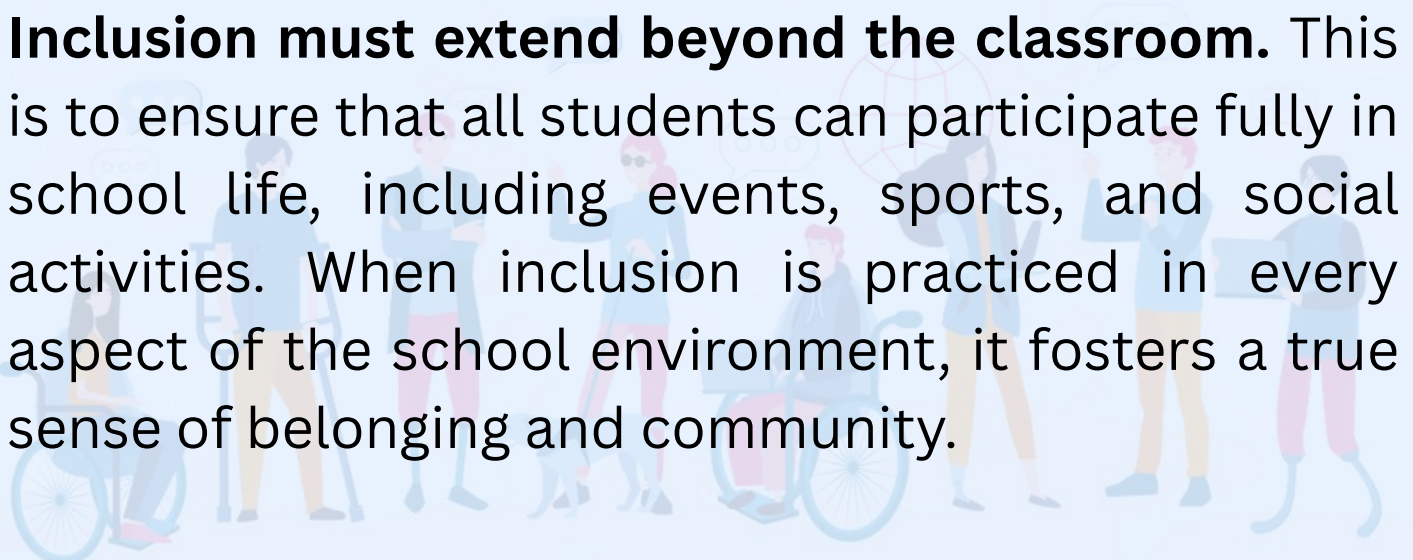 Inclusion must extend beyond the classroom. This
is to ensure that all students can participate fully in
school life, including events, sports, and social
activities. When inclusion is practiced in every
aspect of the school environment, it fosters a true
sense of belonging and community.